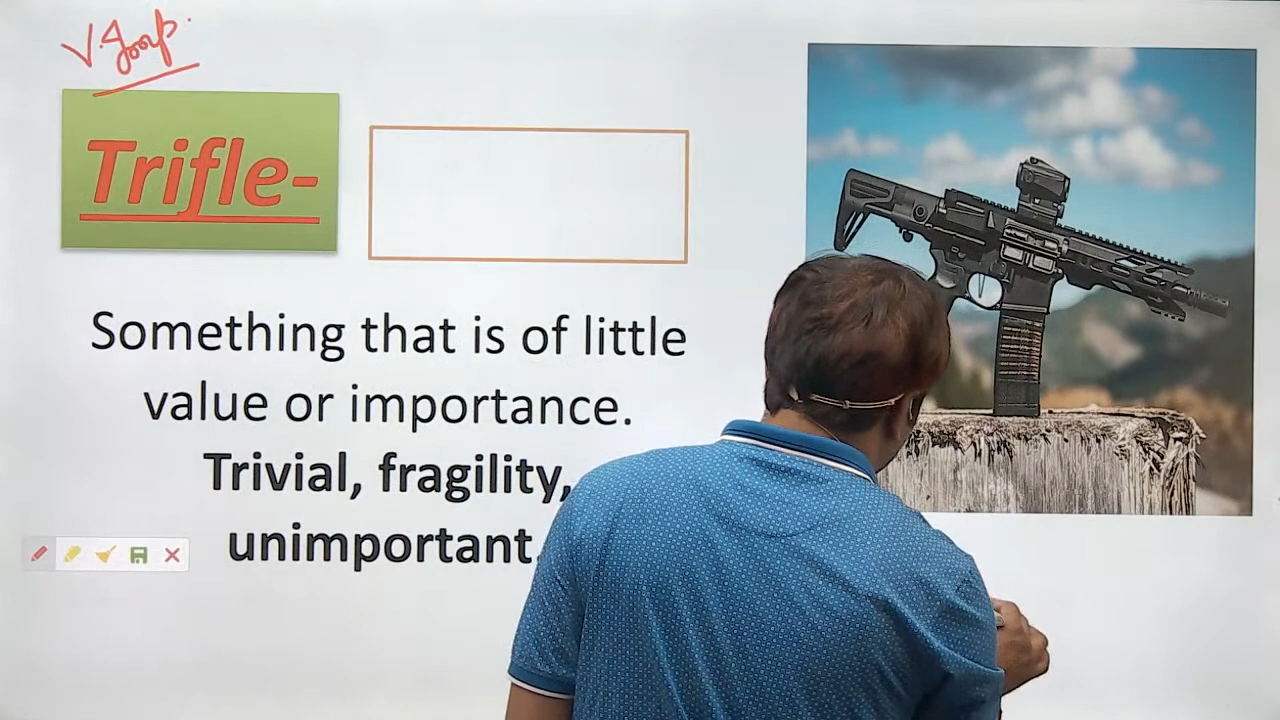 Trifle-
Something that is of little
value or importance.
Trivial, fragility,
unimportant